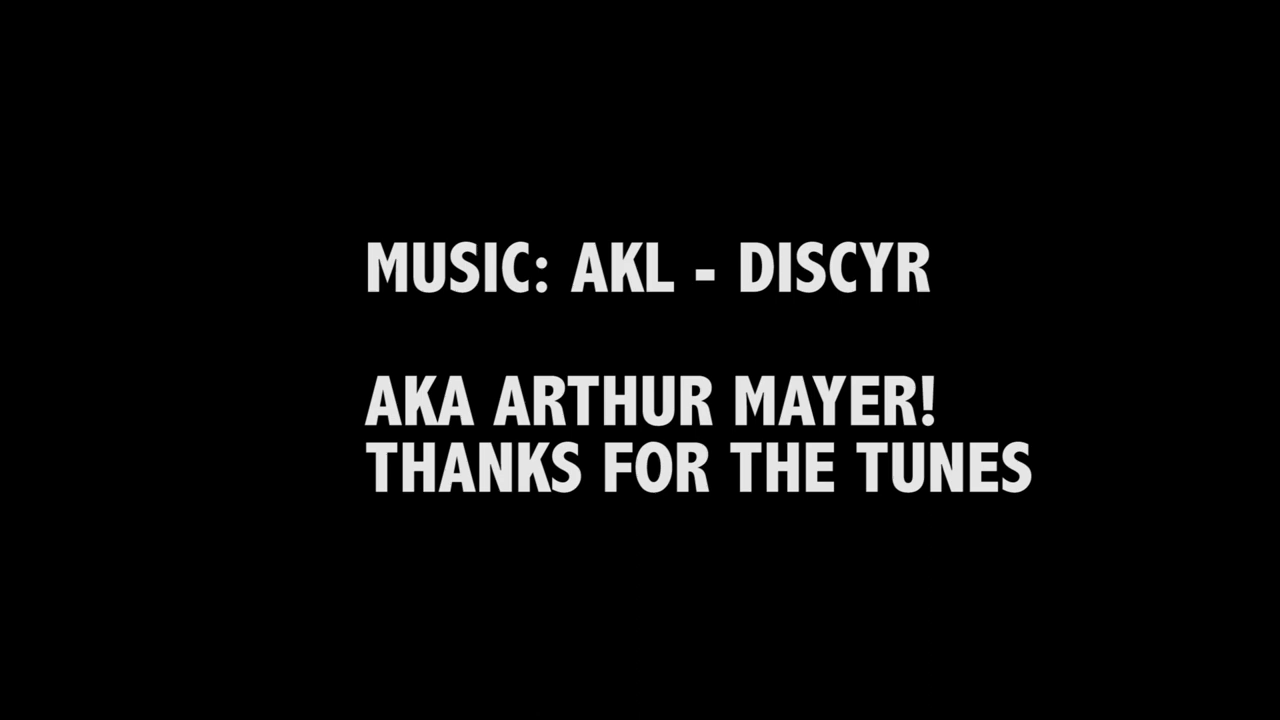 MUSIC: AKL - DISCYR
AKA ARTHUR MAYER!
THANKS FOR THE TUNES